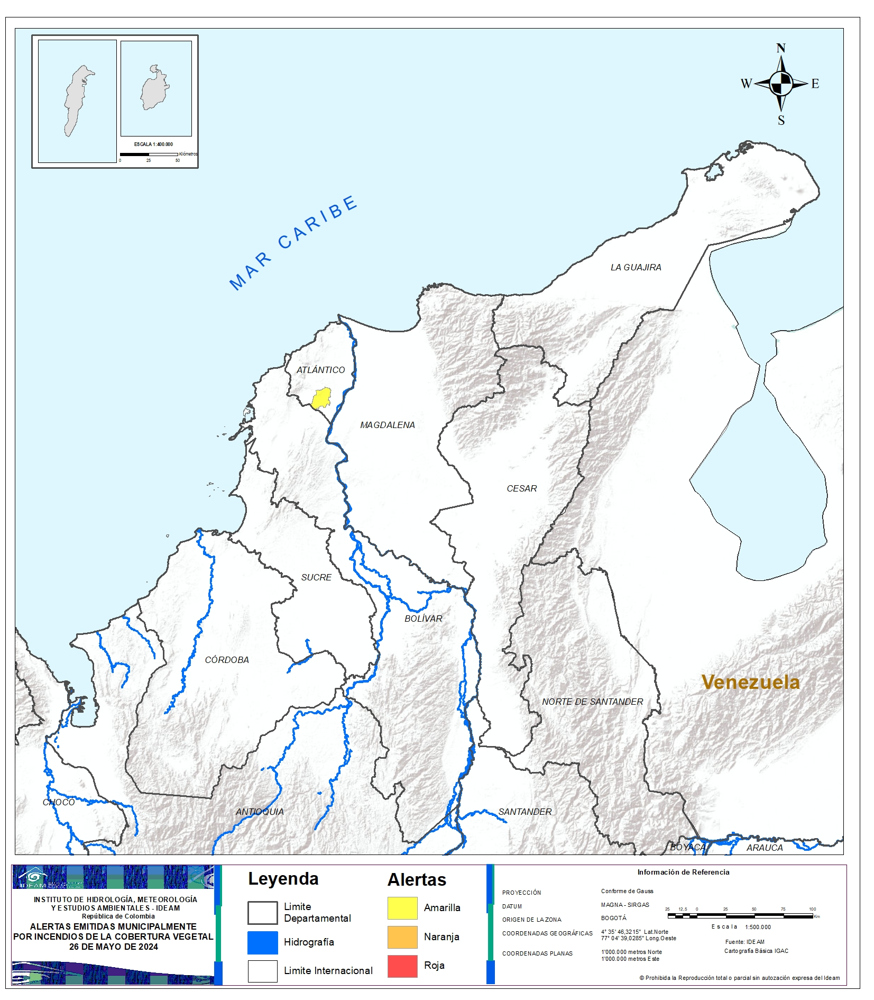 N
W
E
S
ESCALA 1:400.000
Kilómetros
0 25 50
MAR CARIBE
LA GUAJIRA
ATLÁNTICO
MAGDALENA
CESAR
SUCRE
BOLÍVAR
CÓRDOBA
Venezuela
NORTE DE SANTANDER
CHOCÓ
ANTIOQUIA
SANTANDER
BOYACÁ
ARAUCA
IDEAM
INSTITUTO DE HIDROLOGÍA, METEOROLOGÍA
Y ESTUDIOS AMBIENTALES - IDEAM
República de Colombia
ALERTAS EMITIDAS MUNICIPALMENTE
POR INCENDIOS DE LA COBERTURA VEGETAL
26 DE MAYO DE 2024
Leyenda
Limite
Departamental
Hidrografía
Limite Internacional
Alertas
Amarilla
Naranja
Roja
Información de Referencia
PROYECCIÓN Conforme de Gauss
DATUM MAGNA - SIRGAS
ORIGEN DE LA ZONA BOGOTÁ
COORDENADAS GEOGRÁFICAS 4° 35' 46,3215" Lat.Norte
77° 04' 39,0285" Long.Oeste
COORDENADAS PLANAS 1'000.000 metros Norte
1'000.000 metros Este
25 12,5 0 25 50 75 100
Km
Escala 1:500.000
Fuente: IDEAM
Cartografía Básica IGAC
© Prohibida la Reproducción total o parcial sin autozación expresa del Ideam